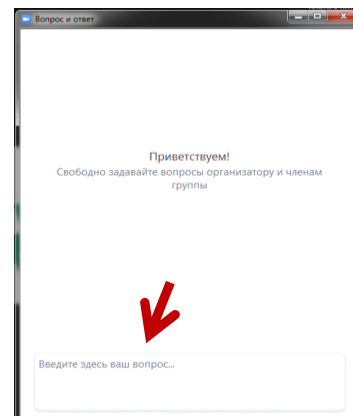 Вопрос и ответ
Приветствуем!
Свободно задавайте вопросы организатору и членам
группы
Введите здесь ваш вопрос...